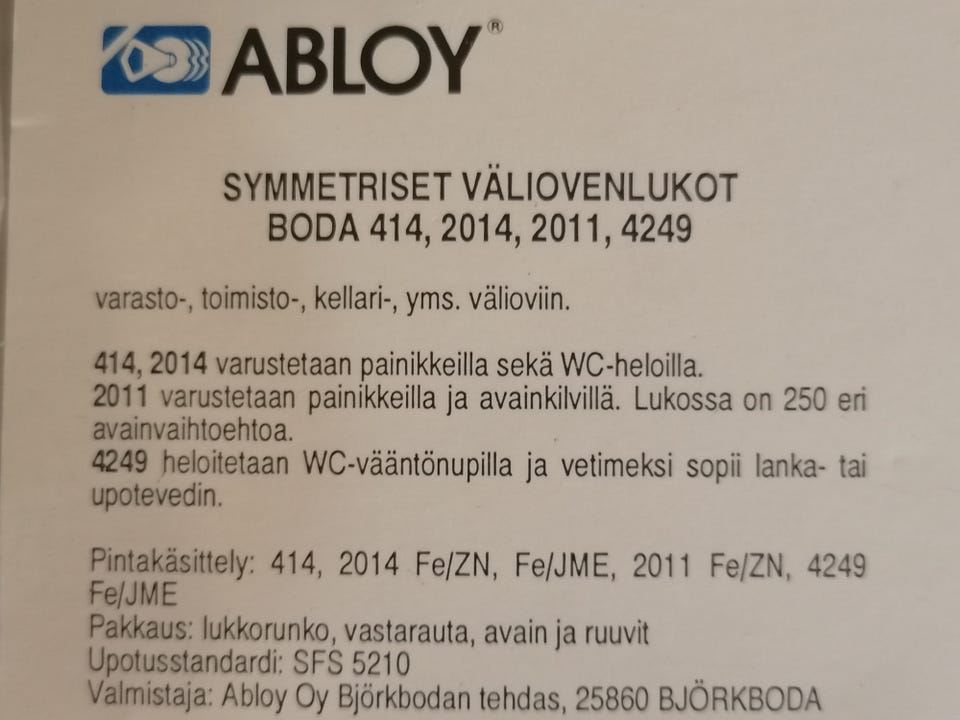 ABLOY®
SYMMETRISET VÄLIOVENLUKOT
BODA 414, 2014, 2011, 4249
varasto-, toimisto-, kellari-, yms. välioviin.
414, 2014 varustetaan painikkeilla sekä WC-heloilla.
2011 varustetaan painikkeilla ja avainkilvillä. Lukossa on 250 eri
avainvaihtoehtoa.
4249 heloitetaan WC-vääntönupilla ja vetimeksi sopii lanka- tai
upotevedin.
Pintakäsittely: 414, 2014 Fe/ZN, Fe/JME, 2011 Fe/ZN, 4249
Fe/JME
Pakkaus: lukkorunko, vastarauta, avain ja ruuvit
Upotusstandardi: SFS 5210
Valmistaja: Abloy Oy Björkbodan tehdas, 25860 BJÖRKBODA